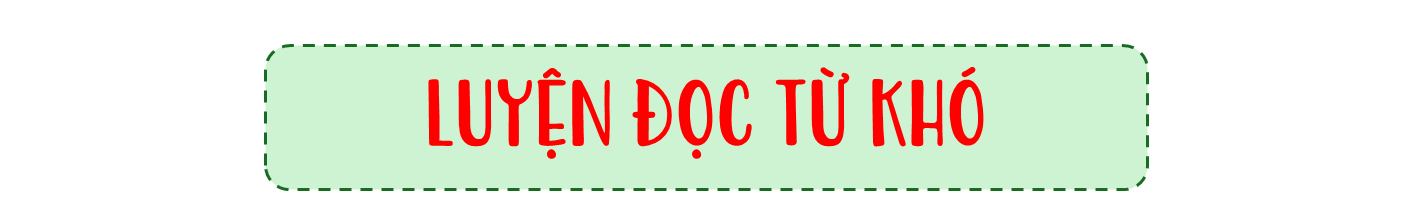 LUYỆN ĐỌC TỪ KHÓ